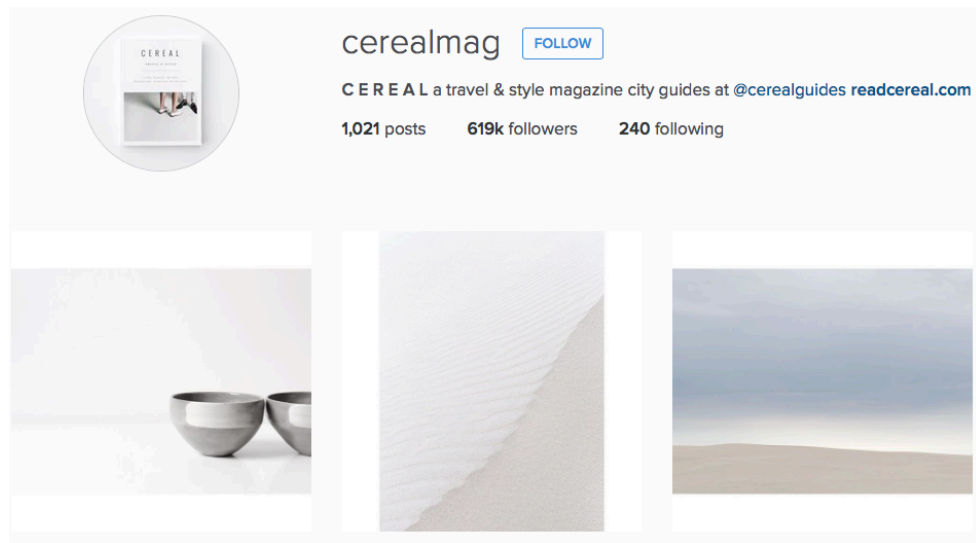 CEREAL
cerealmag FOLLOW
C E R E A L a travel & style magazine city guides at @cerealguides readcereal.com
1,021 posts 619k followers 240 following